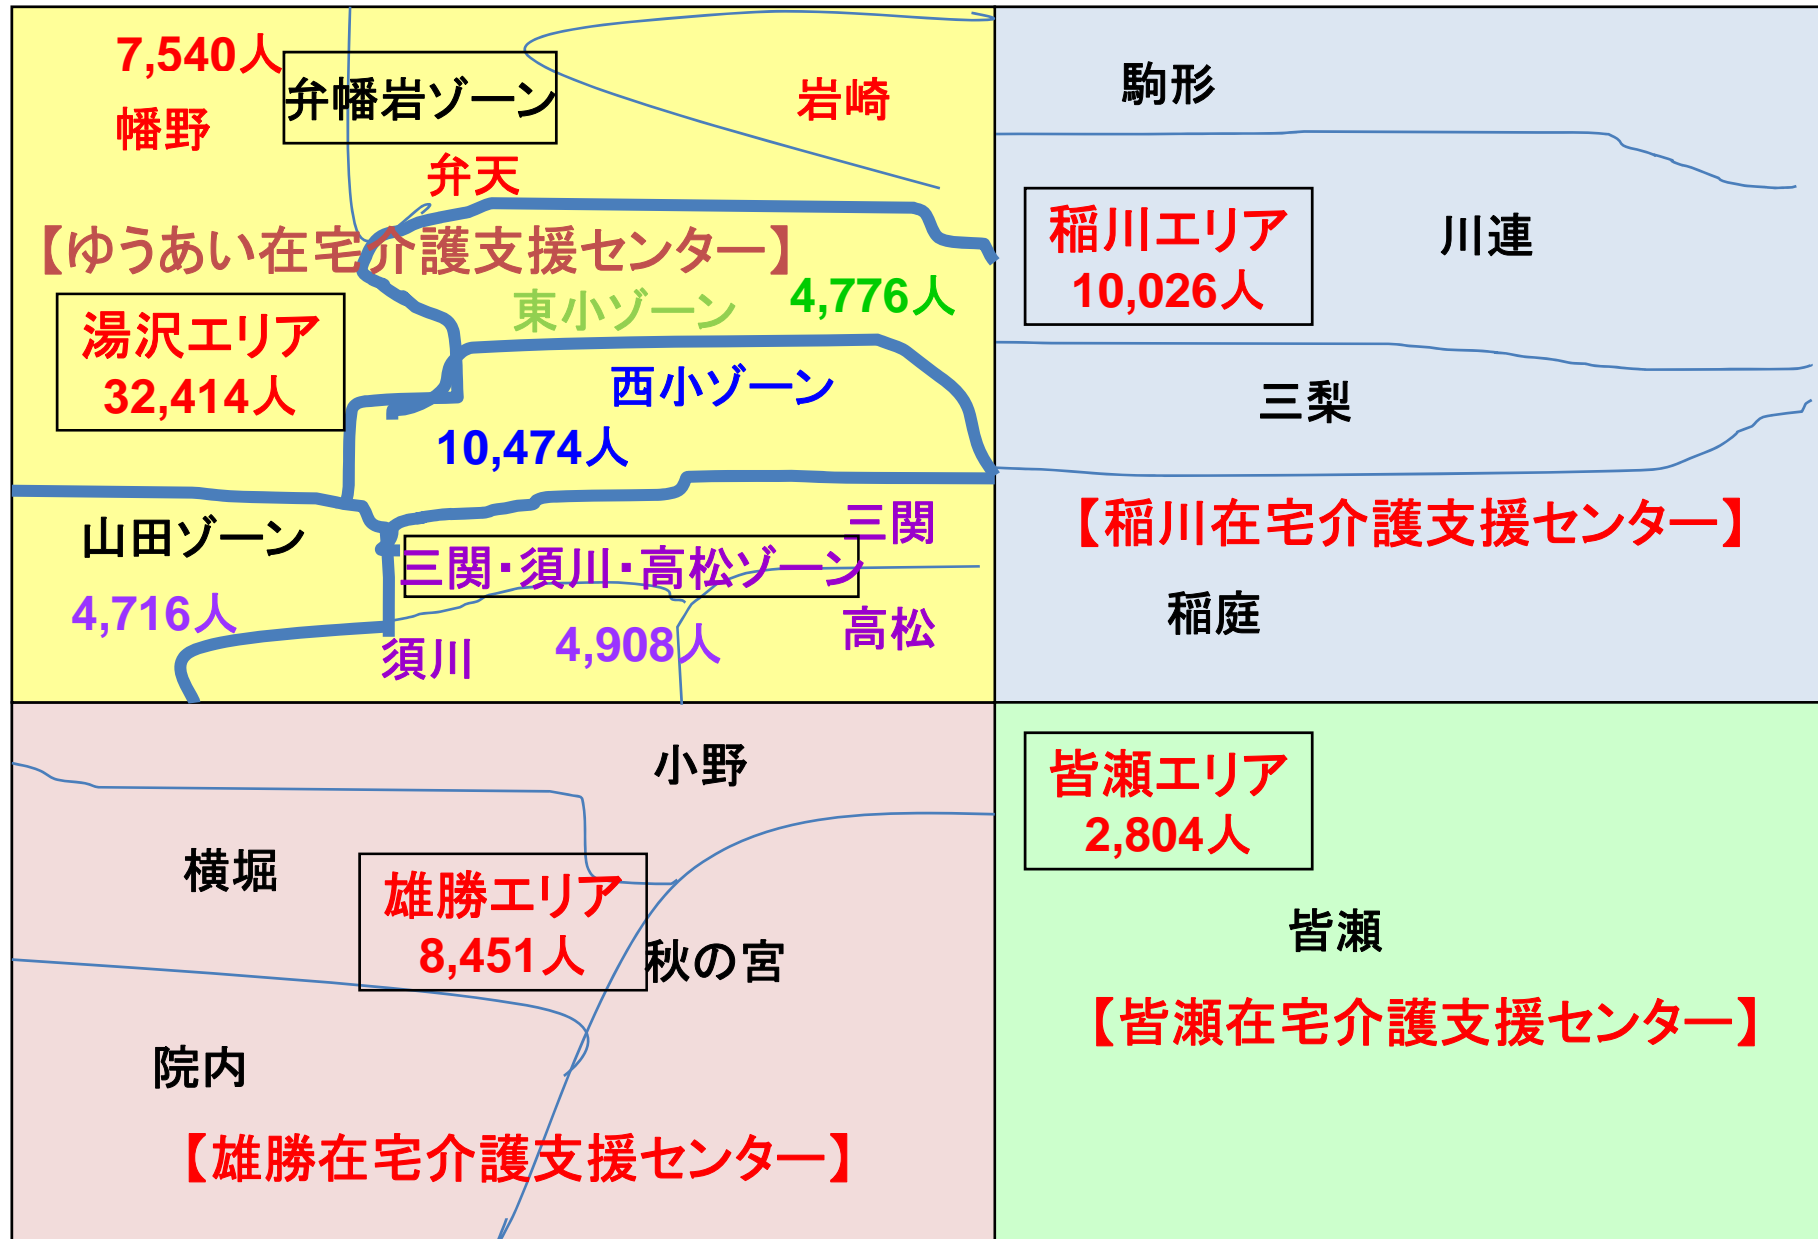 7,540人
幡野
弁幡岩ゾーン
岩崎
弁天
【ゆうあい在宅介護支援センター】
東小ゾーン
4,776人
湯沢エリア
32,414人
西小ゾーン
10,474人
山田ゾーン
4,716人
三関
三関・須川・高松ゾーン
須川
4,908人
高松
駒形
稲川エリア
10,026人
川連
三梨
【稲川在宅介護支援センター】
稲庭
小野
横堀
雄勝エリア
8,451人
秋の宮
院内
【雄勝在宅介護支援センター】
皆瀬エリア
2,804人
皆瀬
【皆瀬在宅介護支援センター】